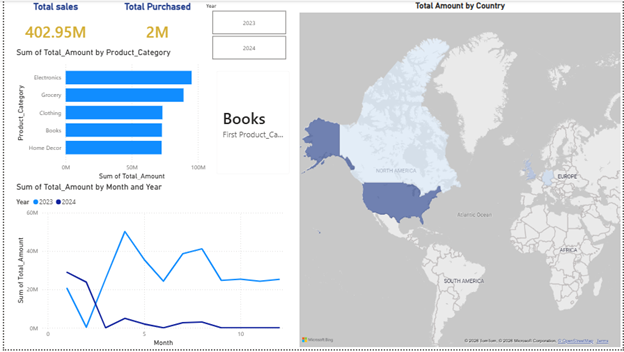 Total sales
Total Purchased
Year
402.95M
2M
2023
2024
Sum of Total_Amount by Product_Category
Product_Category
Electronics
Grocery
Clothing
Books
Home Decor
0M
50M
100M
Sum of Total_Amount
Books
First Product_Ca...
Sum of Total_Amount by Month and Year
Year 2023 2024
Sum of Total_Amount
60M
40M
20M
0M
0
5
10
Month
Total Amount by Country
NORTH AMERICA
EUROPE
Atlantic Ocean
AFRICA
SOUTH AMERICA
Microsoft Bing
Microsoft Corporation, © OpenStreetMap Terms